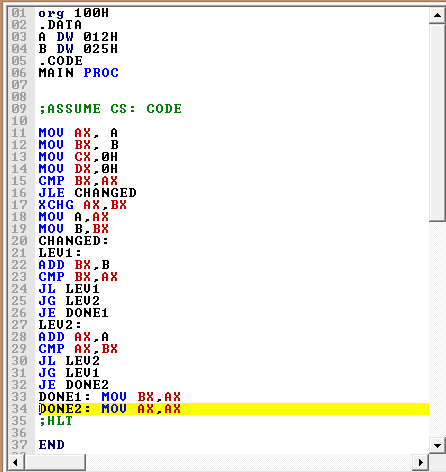 01 org 100H
02 .DATA
03 A DW 012H
04 B DW 025H
05 .CODE
06 MAIN PROC
07
08
09 ;ASSUME CS: CODE
10
11 MOV AX, A
12 MOV BX, B
13 MOV CX,0H
14 MOV DX,0H
15 CMP BX,AX
16 JLE CHANGED
17 XCHG AX,BX
18 MOV A,AX
19 MOV B,BX
20 CHANGED:
21 LEV1:
22 ADD BX,B
23 CMP BX,AX
24 JL LEV1
25 JG LEV2
26 JE DONE1
27 LEV2:
28 ADD AX,A
29 CMP AX,BX
30 JL LEV2
31 JG LEV1
32 JE DONE2
33 DONE1: MOV BX,AX
34 DONE2: MOV AX,AX
35 ;HLT
36
37 END